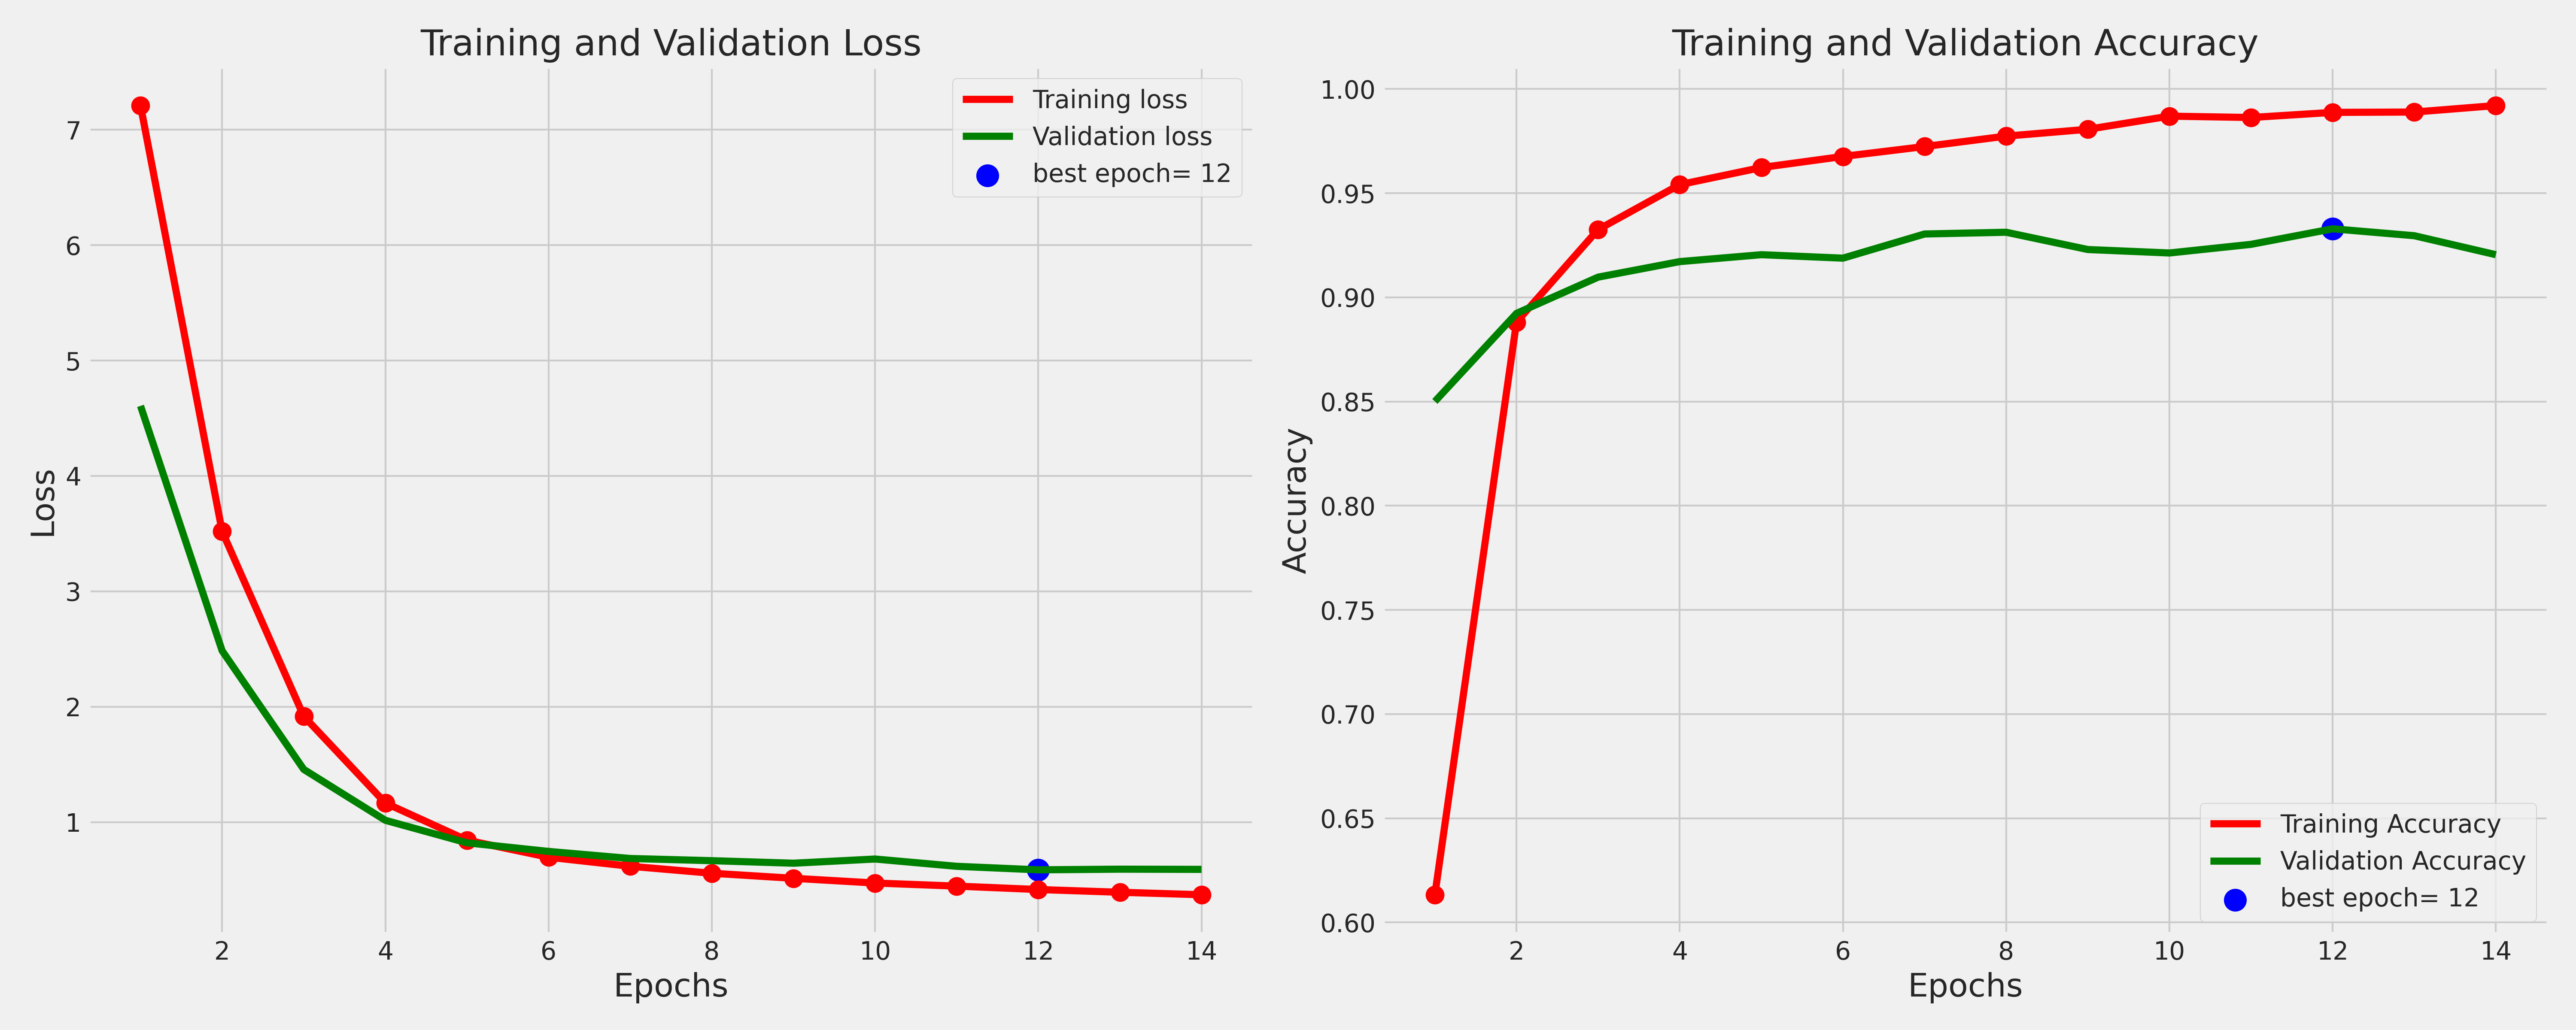 Training and Validation Loss
Training loss
Validation loss
best epoch= 12
7
6
5
4
3
2
1
Loss
2 4 6 8 10 12 14
Epochs
Training and Validation Accuracy
1.00
0.95
0.90
0.85
0.80
0.75
0.70
0.65
0.60
Accuracy
Training Accuracy
Validation Accuracy
best epoch= 12
2 4 6 8 10 12 14
Epochs